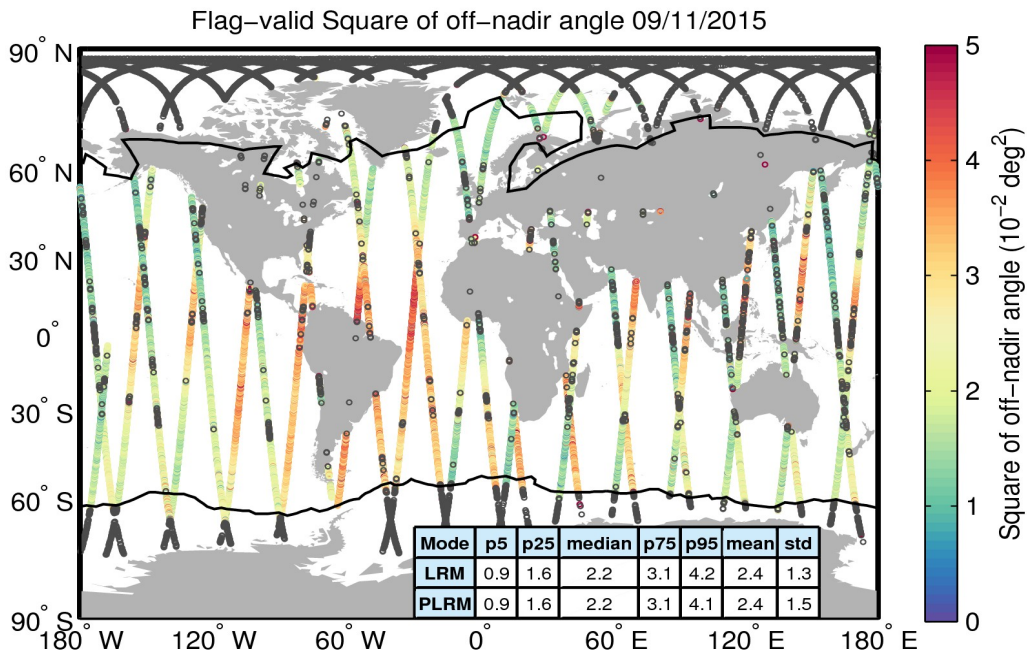 Flag−valid Square of off−nadir angle 09/11/2015
90° N
60° N
30° N
0°
30° S
60° S
90° S
180° W
120° W
60° W
0°
60° E
120° E
180° E
Mode p5 p25 median p75 p95 mean std
LRM 0.9 1.6 2.2 3.1 4.2 2.4 1.3
PLRM 0.9 1.6 2.2 3.1 4.1 2.4 1.5
5
4
3
2
1
0
Square of off−nadir angle (10⁻² deg²)